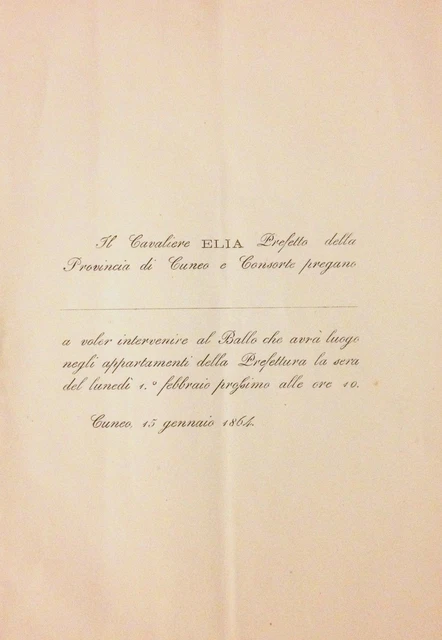 Il Cavaliere ELIA Prefetto della
Provincia di Cuneo e Consorte pregano
a voler intervenire al Ballo che avrà luogo
negli appartamenti della Prefettura la sera
del lunedì 1.º febbraio proſsimo alle ore 10.
Cuneo, 15 gennaio 1864.